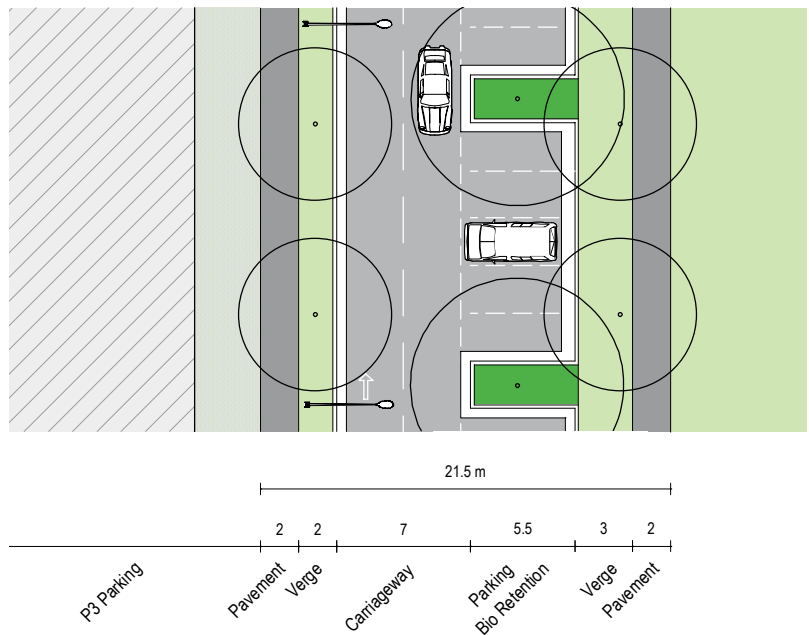 21.5 m
2 2 7 5.5 3 2
P3 Parking
Pavement
Verge
Carriageway
Parking
Bio Retention
Verge
Pavement